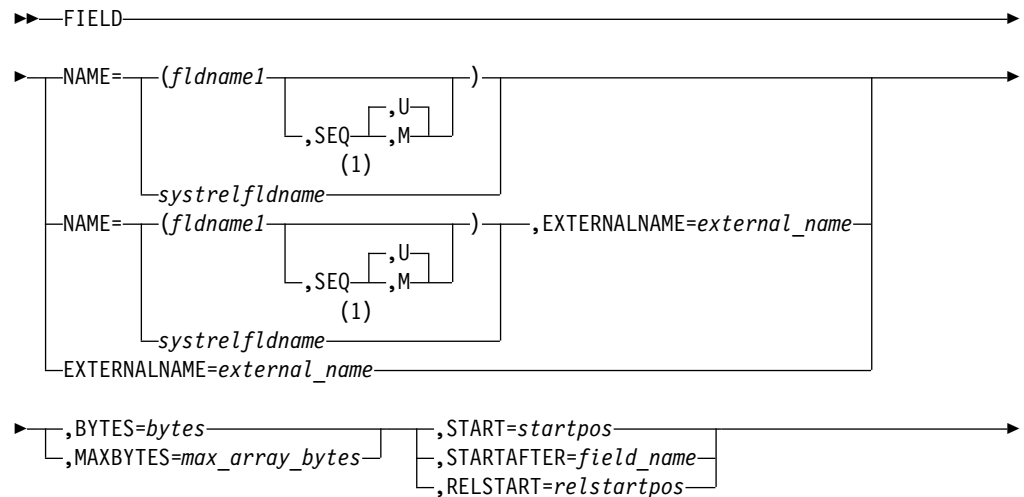 FIELD
NAME= (fldname1 )
,U
,SEQ ,M
(1)
systrelfldname
NAME= (fldname1 ) ,EXTERNALNAME=external_name
,U
,SEQ ,M
(1)
systrelfldname
EXTERNALNAME=external_name
,BYTES=bytes ,START=startpos
,MAXBYTES=max_array_bytes ,STARTAFTER=field_name
,RELSTART=relstartpos